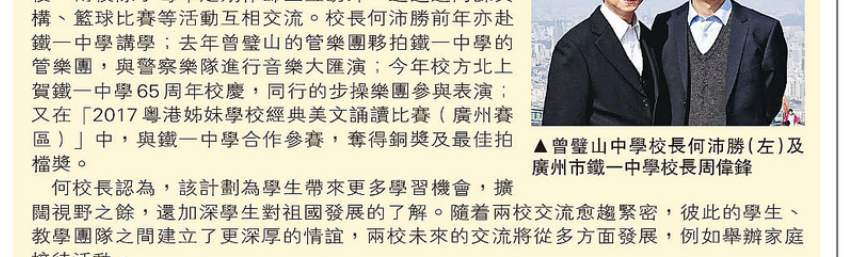 構、籃球比賽等活動互相交流。校長何沛勝前年亦赴
鐵一中學講學；去年曾璧山的管樂團夥拍鐵一中學的
管樂團，與警察樂隊進行音樂大匯演；今年校方北上
賀鐵一中學65周年校慶，同行的步操樂團參與表演；
又在「2017粵港姊妹學校經典美文誦讀比賽（廣州賽
區）」中，與鐵一中學合作參賽，奪得銅獎及最佳拍
檔獎。
▲曾璧山中學校長何沛勝(左)及
廣州市鐵一中學校長周偉鋒
何校長認為，該計劃為學生帶來更多學習機會，擴
闊視野之餘，還加深學生對祖國發展的了解。隨着兩校交流愈趨緊密，彼此的學生、
教學團隊之間建立了更深厚的情誼，兩校未來的交流將從多方面發展，例如舉辦家庭